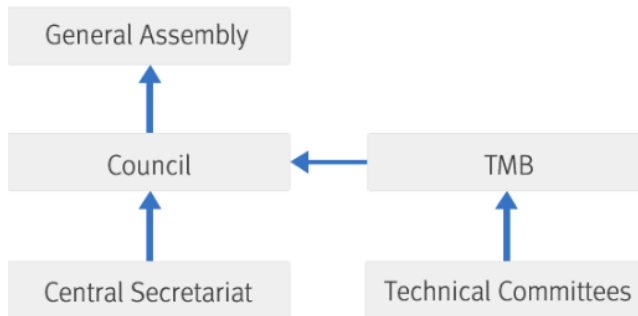 General Assembly
Council
TMB
Central Secretariat
Technical Committees